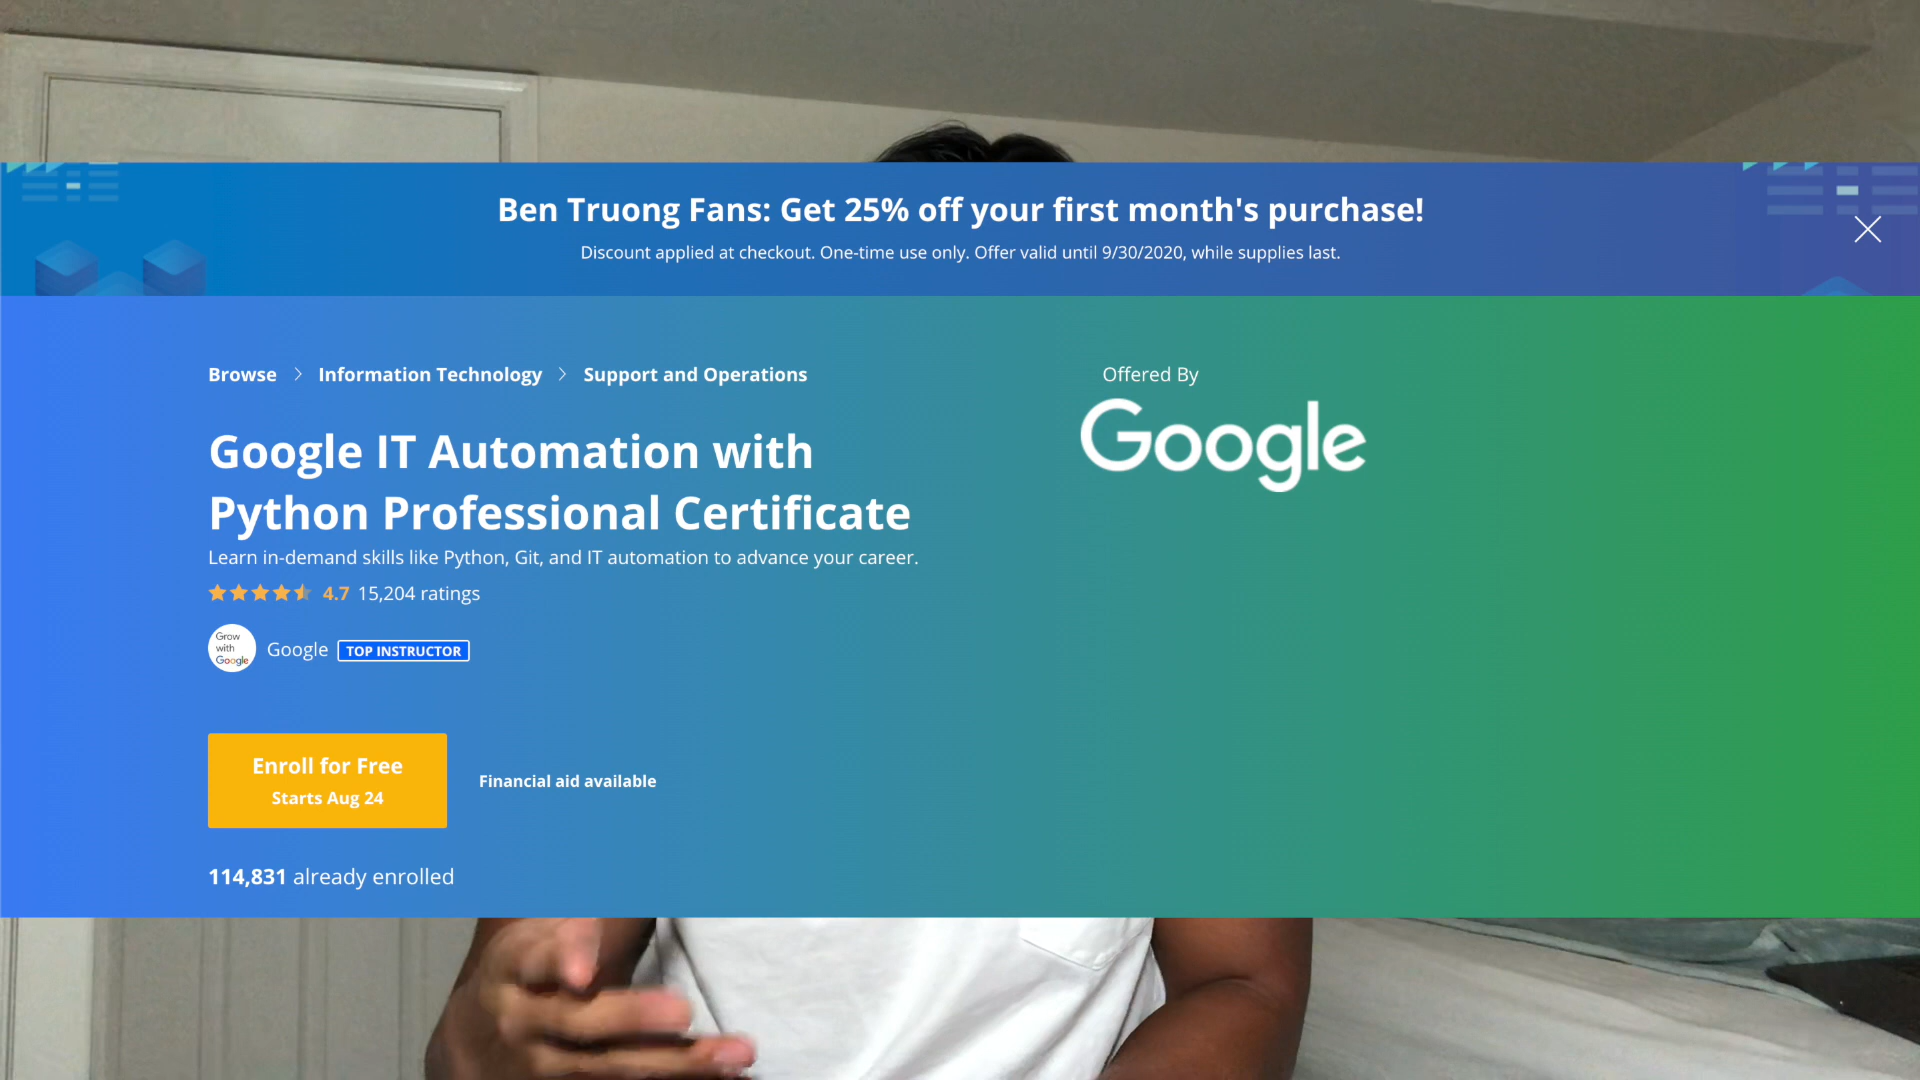 Ben Truong Fans: Get 25% off your first month's purchase!
Discount applied at checkout. One-time use only. Offer valid until 9/30/2020, while supplies last.
Browse > Information Technology > Support and Operations
Google IT Automation with
Python Professional Certificate
Learn in-demand skills like Python, Git, and IT automation to advance your career.
4.7 15,204 ratings
Grow
with
Google
Google TOP INSTRUCTOR
Enroll for Free
Starts Aug 24
Financial aid available
114,831 already enrolled
Offered By
Google